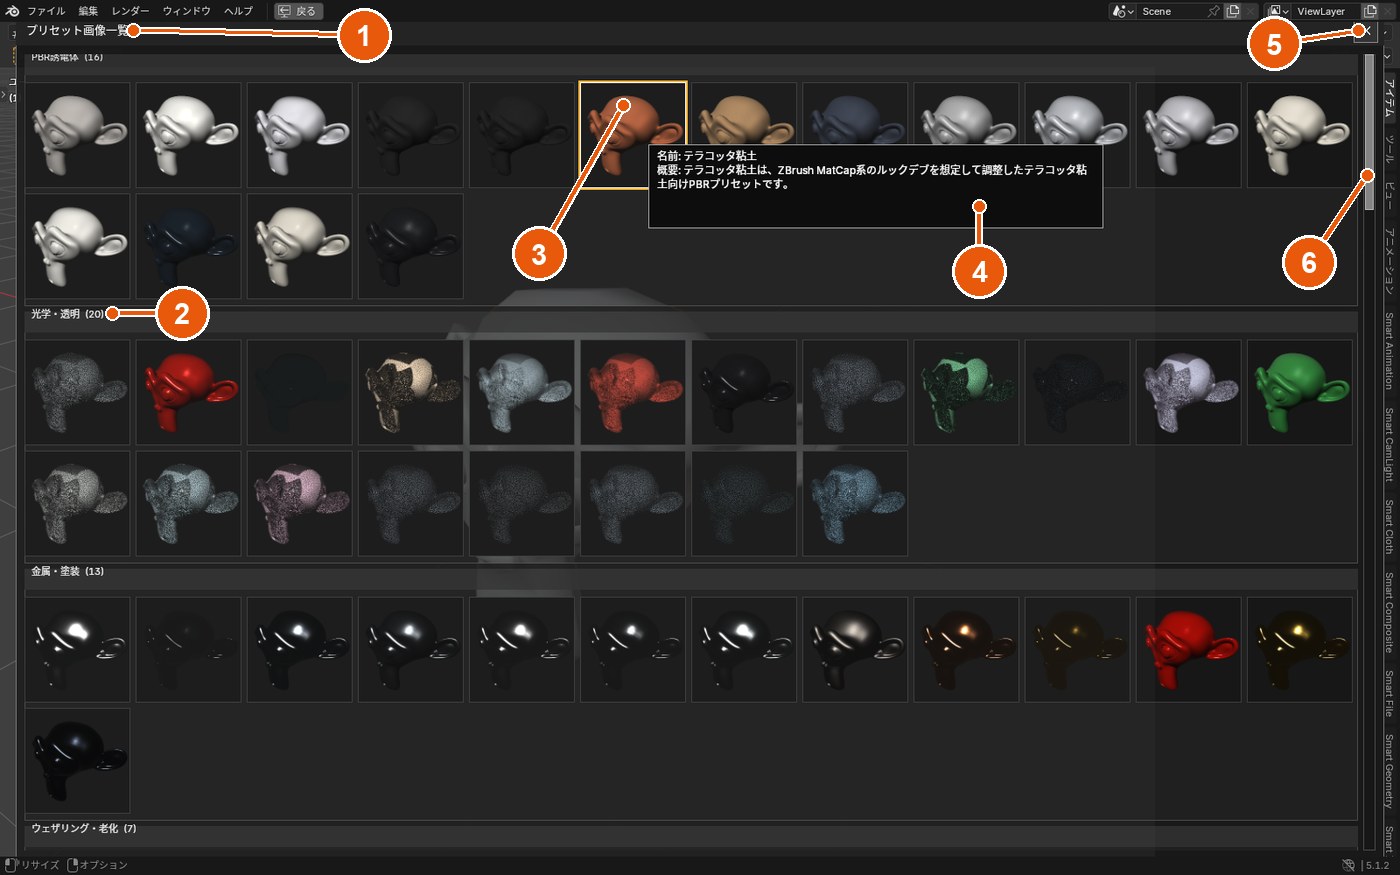 ファイル 編集 レンダー ウィンドウ ヘルプ 戻る Scene ViewLayer
プリセット画像一覧
1
5
PBR誘電体 (16)
名前: テラコッタ粘土
概要: テラコッタ粘土は、ZBrush MatCap系のルックデブを想定して調整したテラコッタ粘
土向けPBRプリセットです。
3
4
6
光学・透明 (20)
2
金属・塗装 (13)
ウェザリング・老化 (7)
アイテム
ツール
ビュー
アニメーション
Smart Animation
Smart CamLight
Smart Cloth
Smart Composite
Smart File
Smart Geometry
Smart
リサイズ オプション 5.1.2